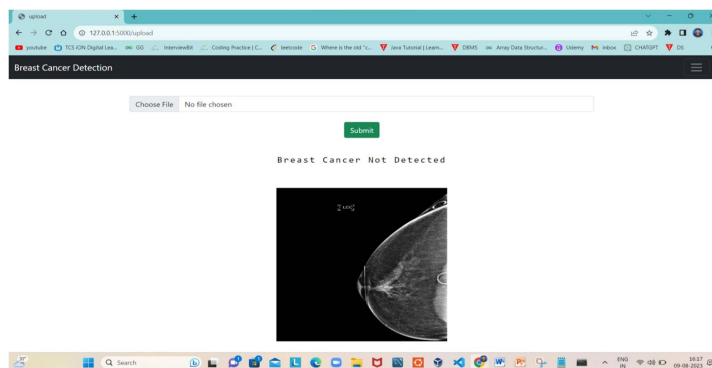 upload
127.0.0.1:5000/upload
youtube TCS iON Digital Lea... GG InterviewBit Coding Practice | C... leetcode Where is the old "c... Java Tutorial | Learn... DBMS Array Data Structur... Udemy Inbox CHATGPT DS
Breast Cancer Detection
Choose File No file chosen
Submit
Breast Cancer Not Detected
Search
ENG 16:17
IN 09-08-2023